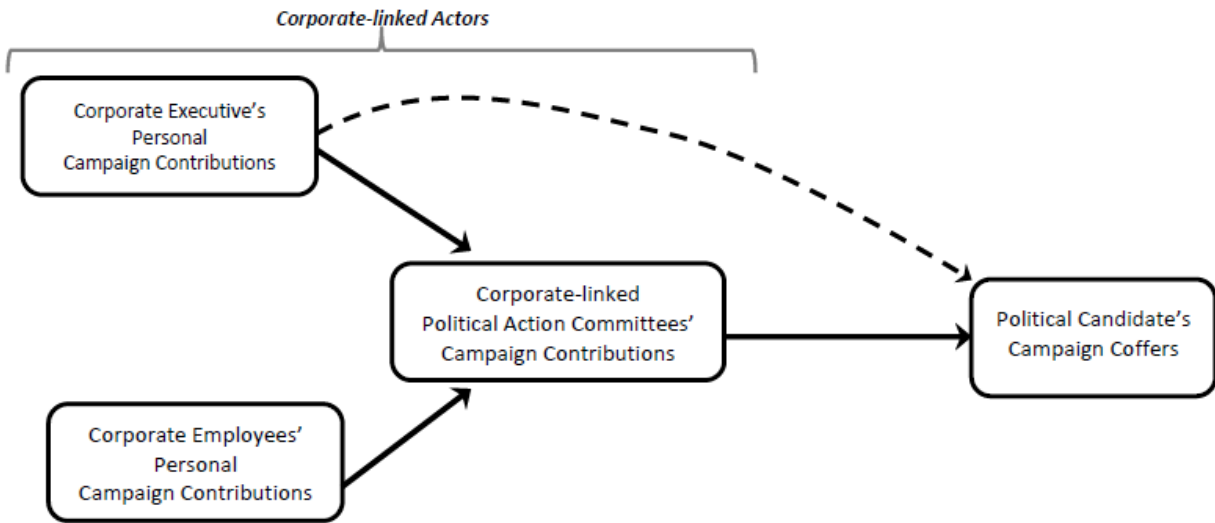 Corporate-linked Actors
Corporate Executive’s
Personal
Campaign Contributions
Corporate-linked
Political Action Committees’
Campaign Contributions
Political Candidate’s
Campaign Coffers
Corporate Employees’
Personal
Campaign Contributions